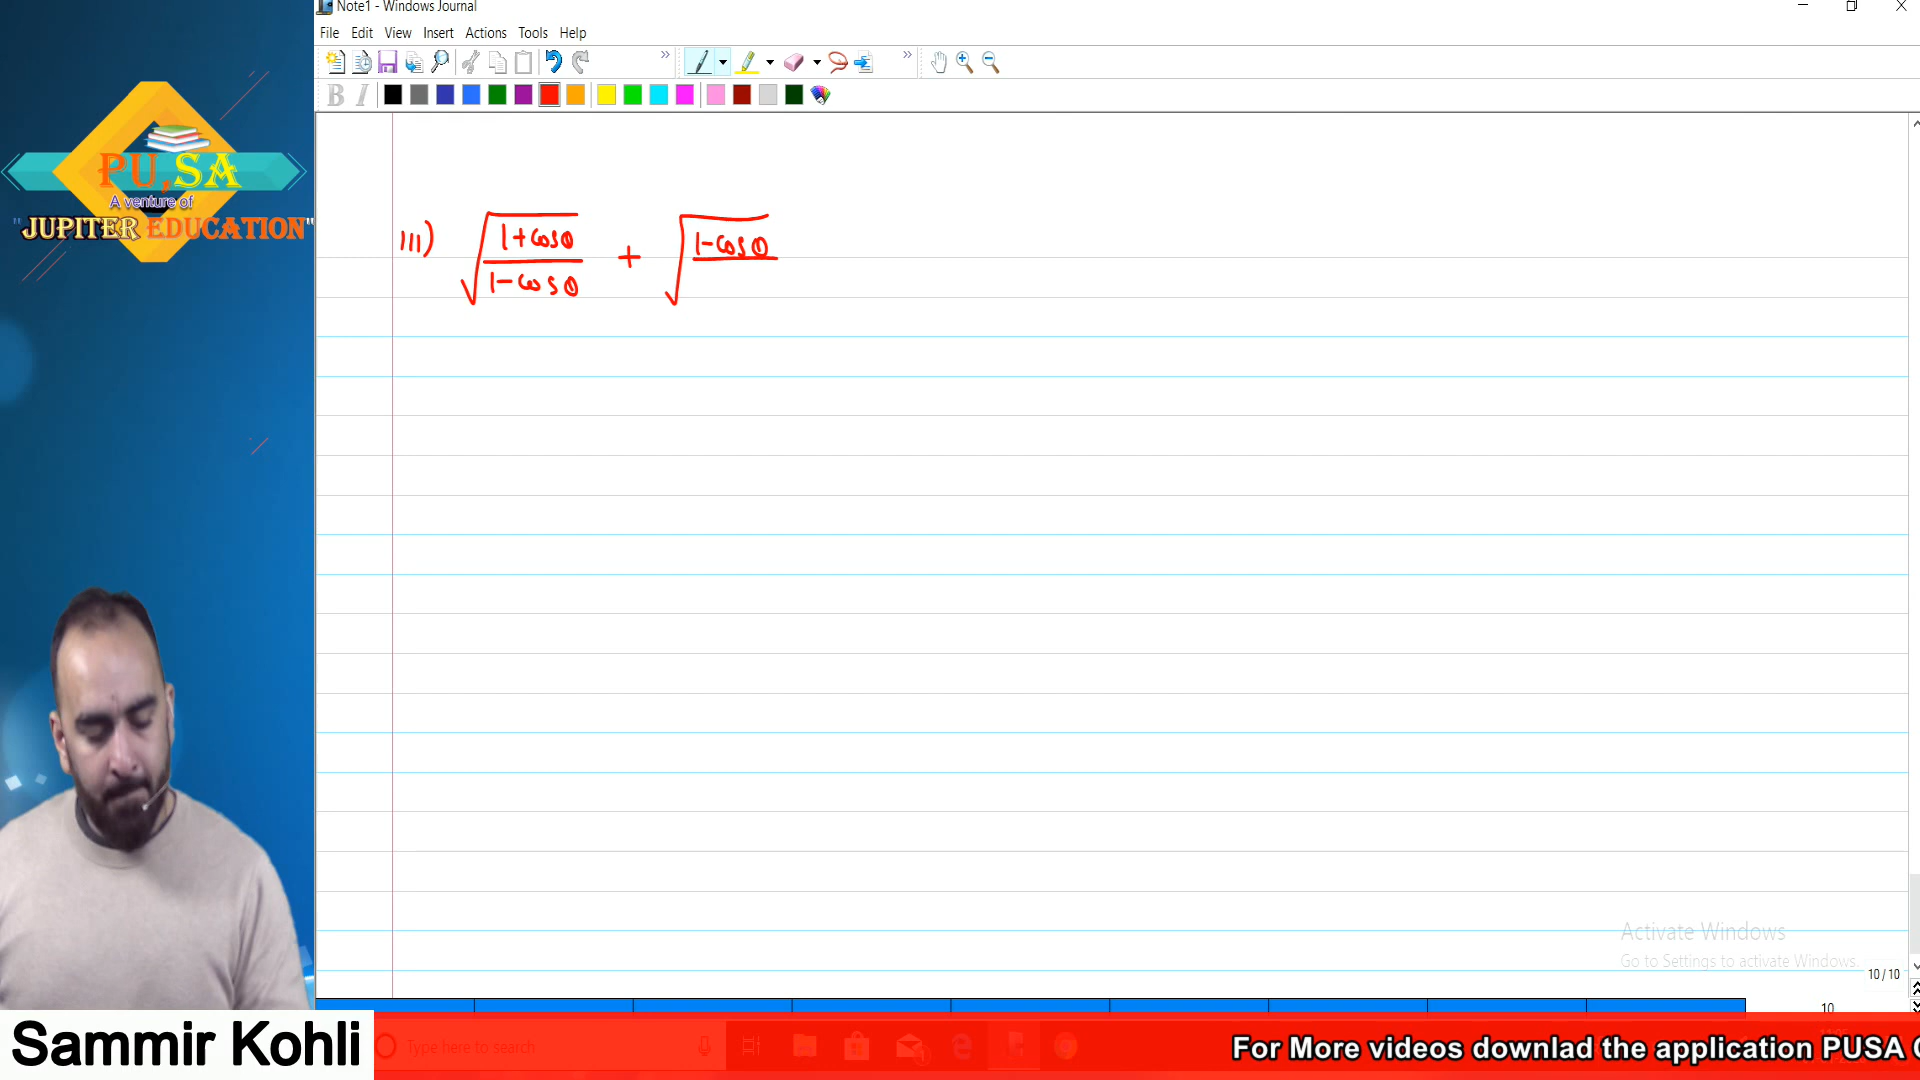 Note1 - Windows Journal
File Edit View Insert Actions Tools Help
B I
PU,SA
A venture of
"JUPITER EDUCATION"
III) √(1+cosθ / 1-cosθ) + √(1-cosθ /
Activate Windows
Go to Settings to activate Windows.
10 / 10
10
Sammir Kohli
Type here to search
For More videos downlad the application PUSA